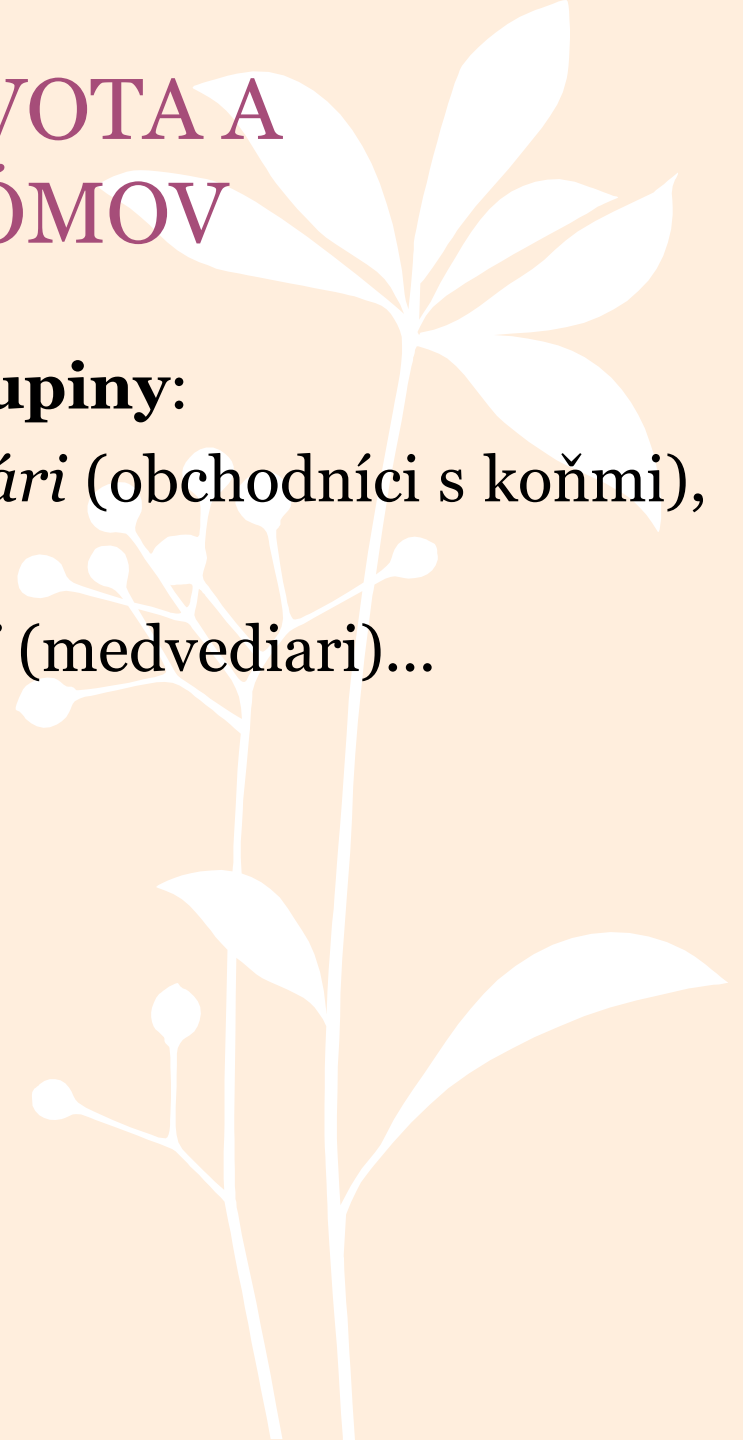 VOTA A
ÓMOV
upiny:
ári (obchodníci s koňmi),
(medvediari)...